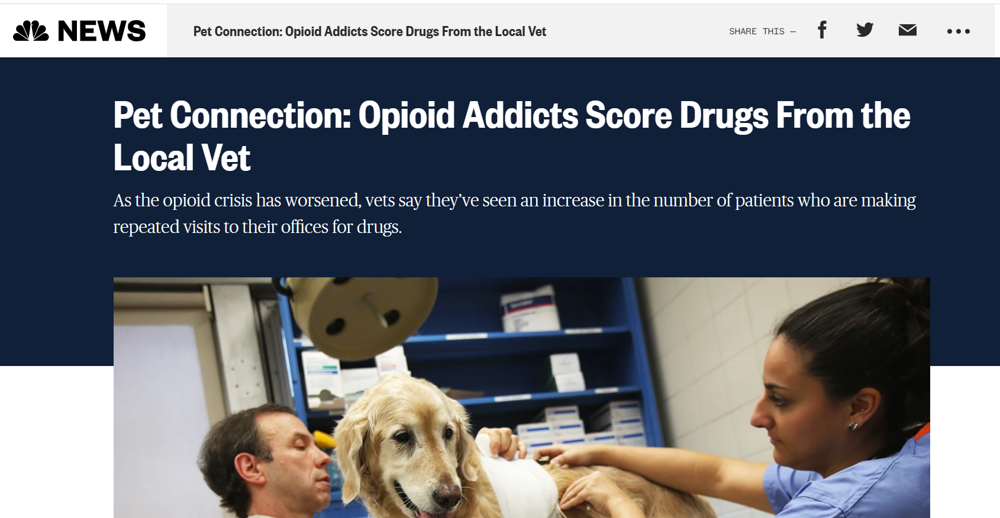 NEWS
Pet Connection: Opioid Addicts Score Drugs From the Local Vet
SHARE THIS —
Pet Connection: Opioid Addicts Score Drugs From the
Local Vet
As the opioid crisis has worsened, vets say they’ve seen an increase in the number of patients who are making
repeated visits to their offices for drugs.